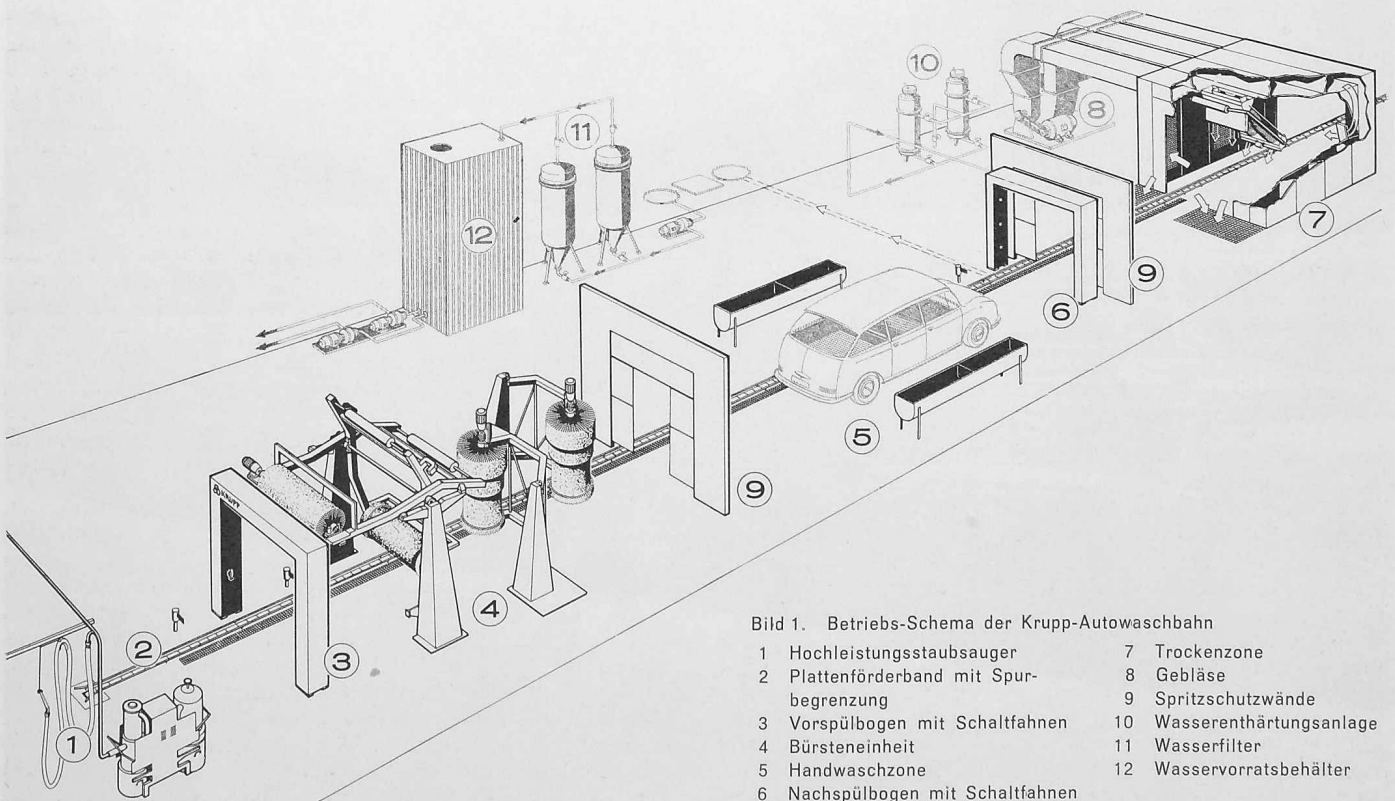 10
8
11
12
7
9
6
5
9
KRUPP
4
2
3
1
Bild 1. Betriebs-Schema der Krupp-Autowaschbahn
1 Hochleistungsstaubsauger
2 Plattenförderband mit Spur-
begrenzung
3 Vorspülbogen mit Schaltfahnen
4 Bürsteneinheit
5 Handwaschzone
6 Nachspülbogen mit Schaltfahnen
7 Trockenzone
8 Gebläse
9 Spritzschutzwände
10 Wasserenthärtungsanlage
11 Wasserfilter
12 Wasservorratsbehälter